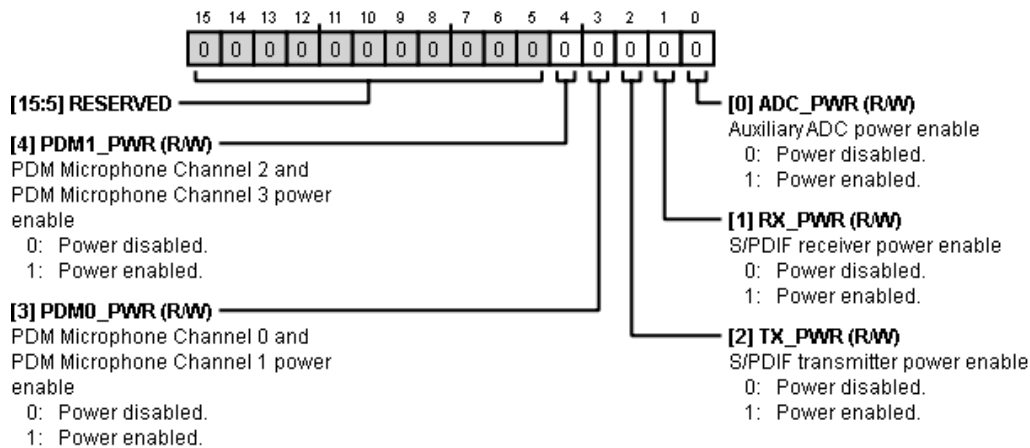 15 14 13 12 11 10 9 8 7 6 5 4 3 2 1 0
0 0 0 0 0 0 0 0 0 0 0 0 0 0 0 0
[15:5] RESERVED
[4] PDM1_PWR (R/W)
PDM Microphone Channel 2 and
PDM Microphone Channel 3 power
enable
0: Power disabled.
1: Power enabled.
[3] PDM0_PWR (R/W)
PDM Microphone Channel 0 and
PDM Microphone Channel 1 power
enable
0: Power disabled.
1: Power enabled.
[0] ADC_PWR (R/W)
Auxiliary ADC power enable
0: Power disabled.
1: Power enabled.
[1] RX_PWR (R/W)
S/PDIF receiver power enable
0: Power disabled.
1: Power enabled.
[2] TX_PWR (R/W)
S/PDIF transmitter power enable
0: Power disabled.
1: Power enabled.